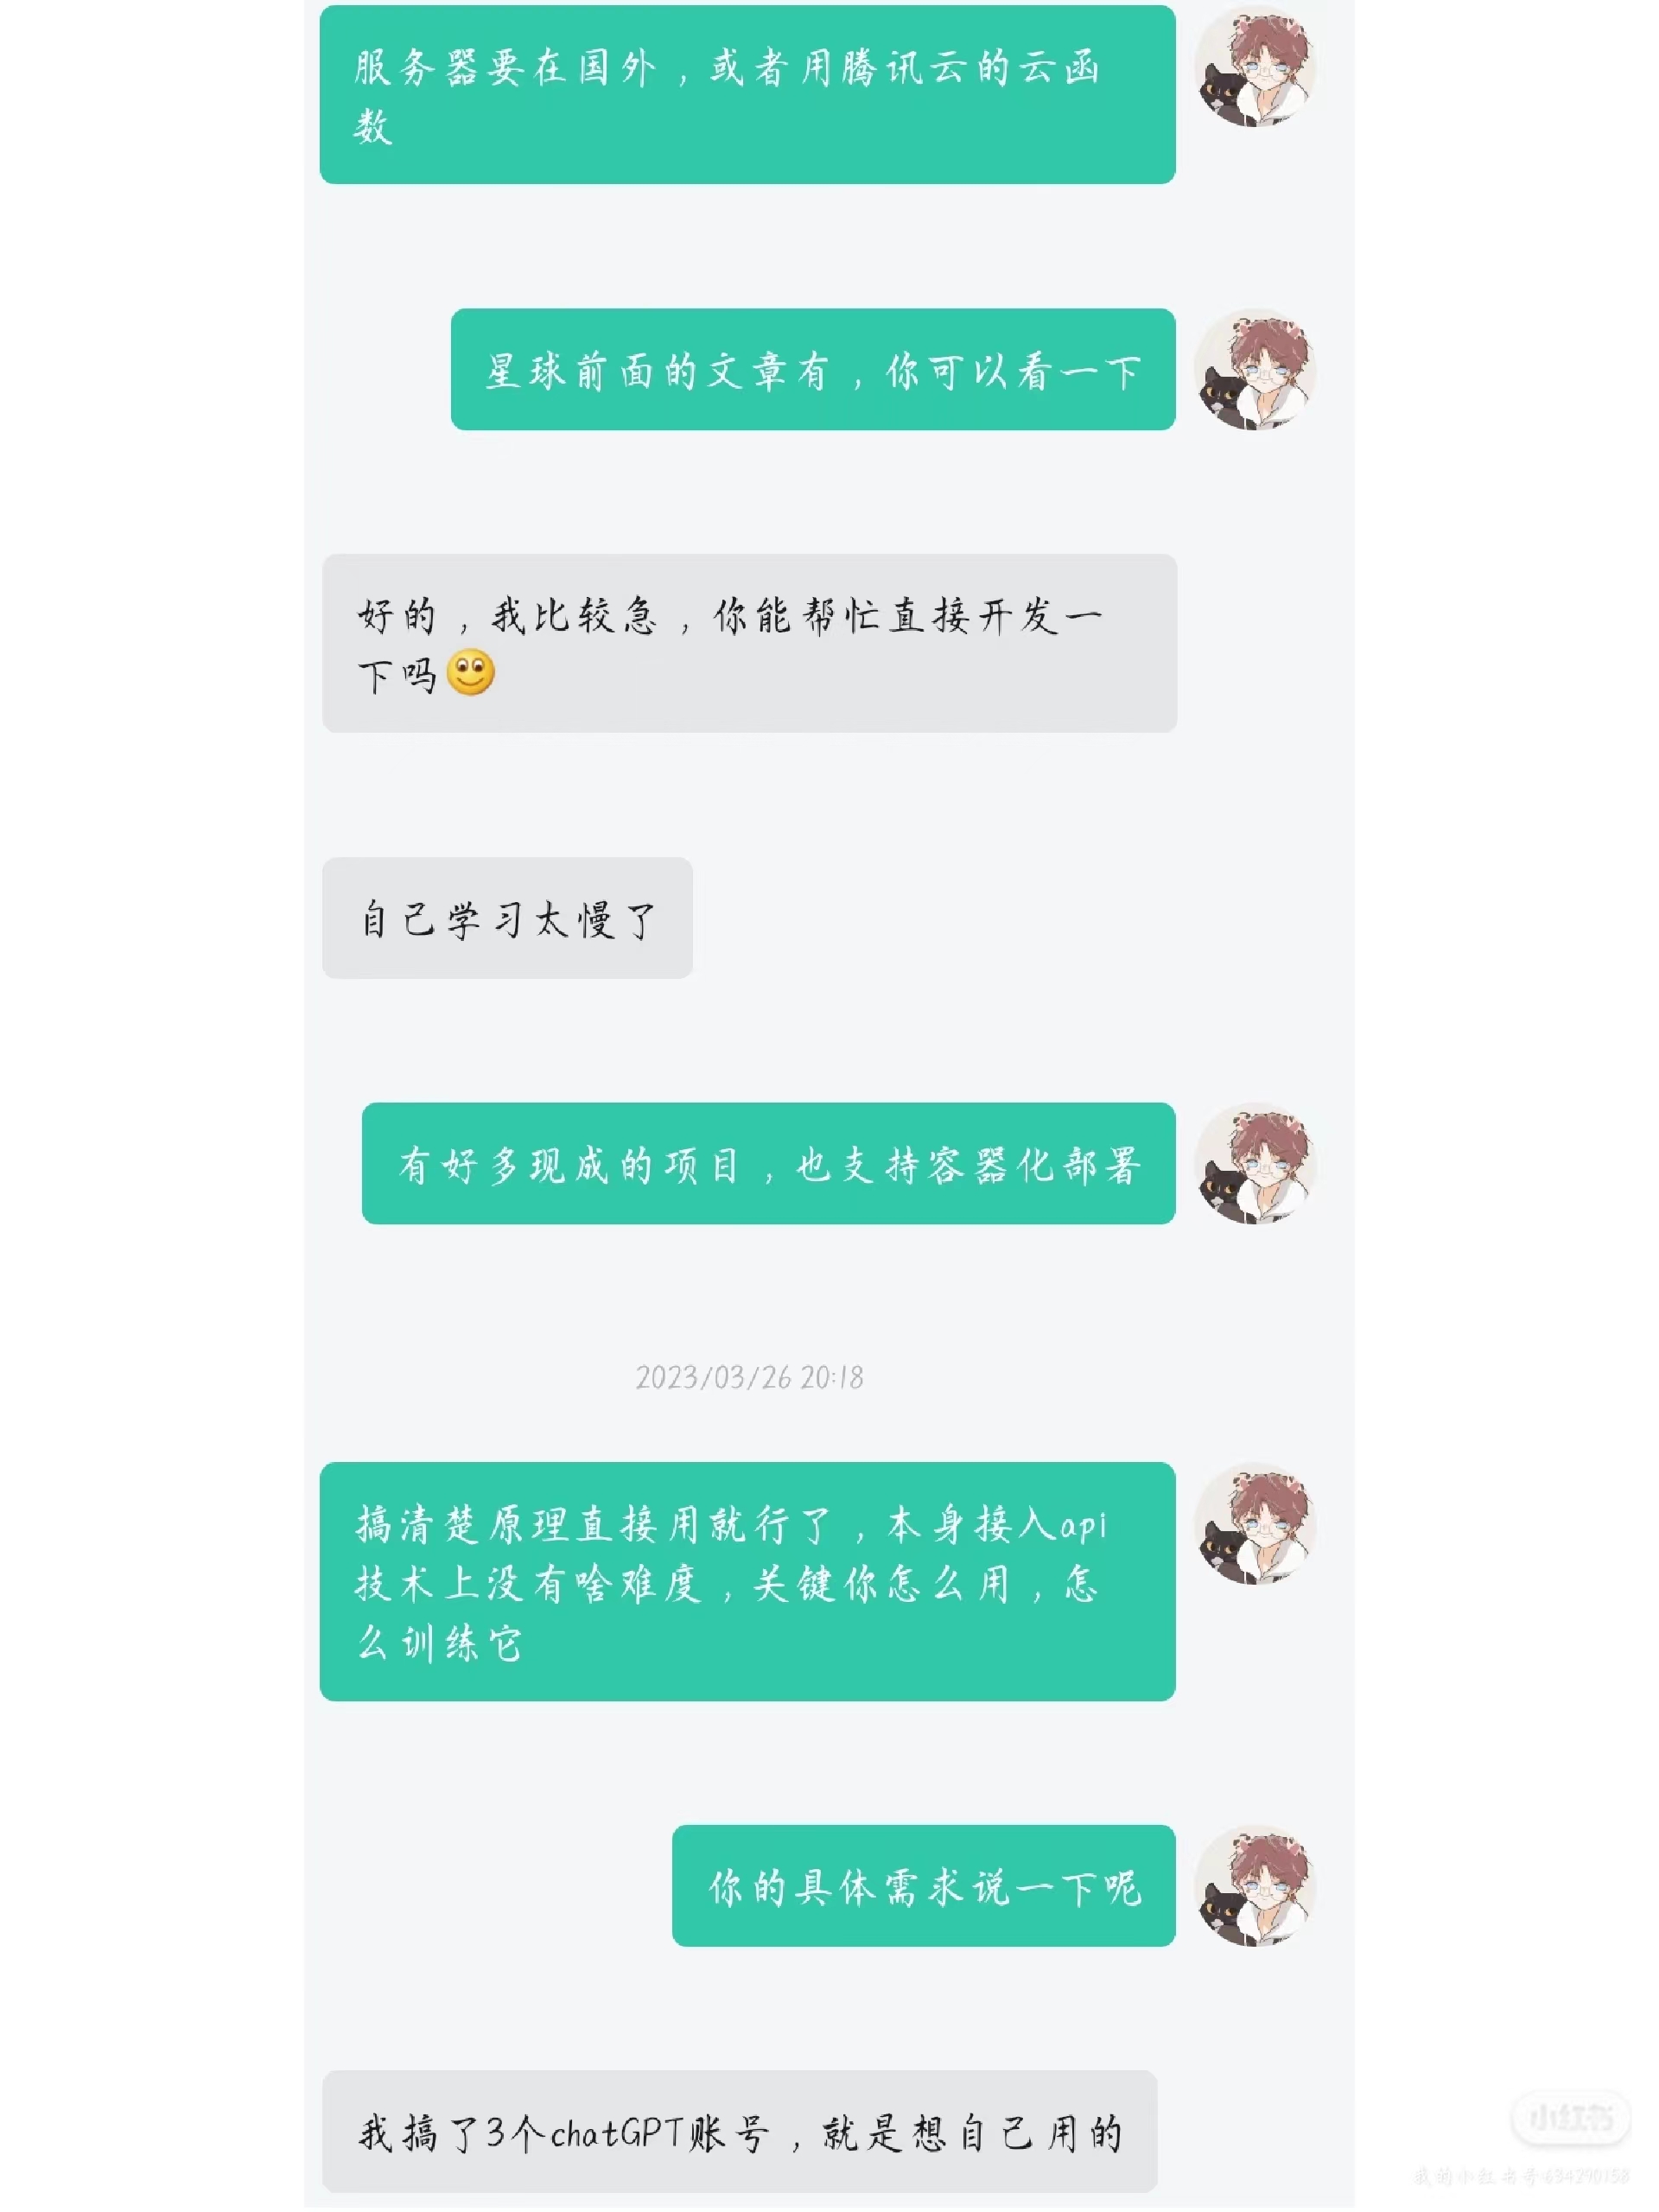 服务器要在国外，或者用腾讯云的云函
数
星球前面的文章有，你可以看一下
好的，我比较急，你能帮忙直接开发一
下吗
自己学习太慢了
有好多现成的项目，也支持容器化部署
2023/03/26 20:18
搞清楚原理直接用就行了，本身接入api
技术上没有啥难度，关键你怎么用，怎
么训练它
你的具体需求说一下呢
我搞了3个chatGPT账号，就是想自己用的
小红书
我的小红书号:634290158